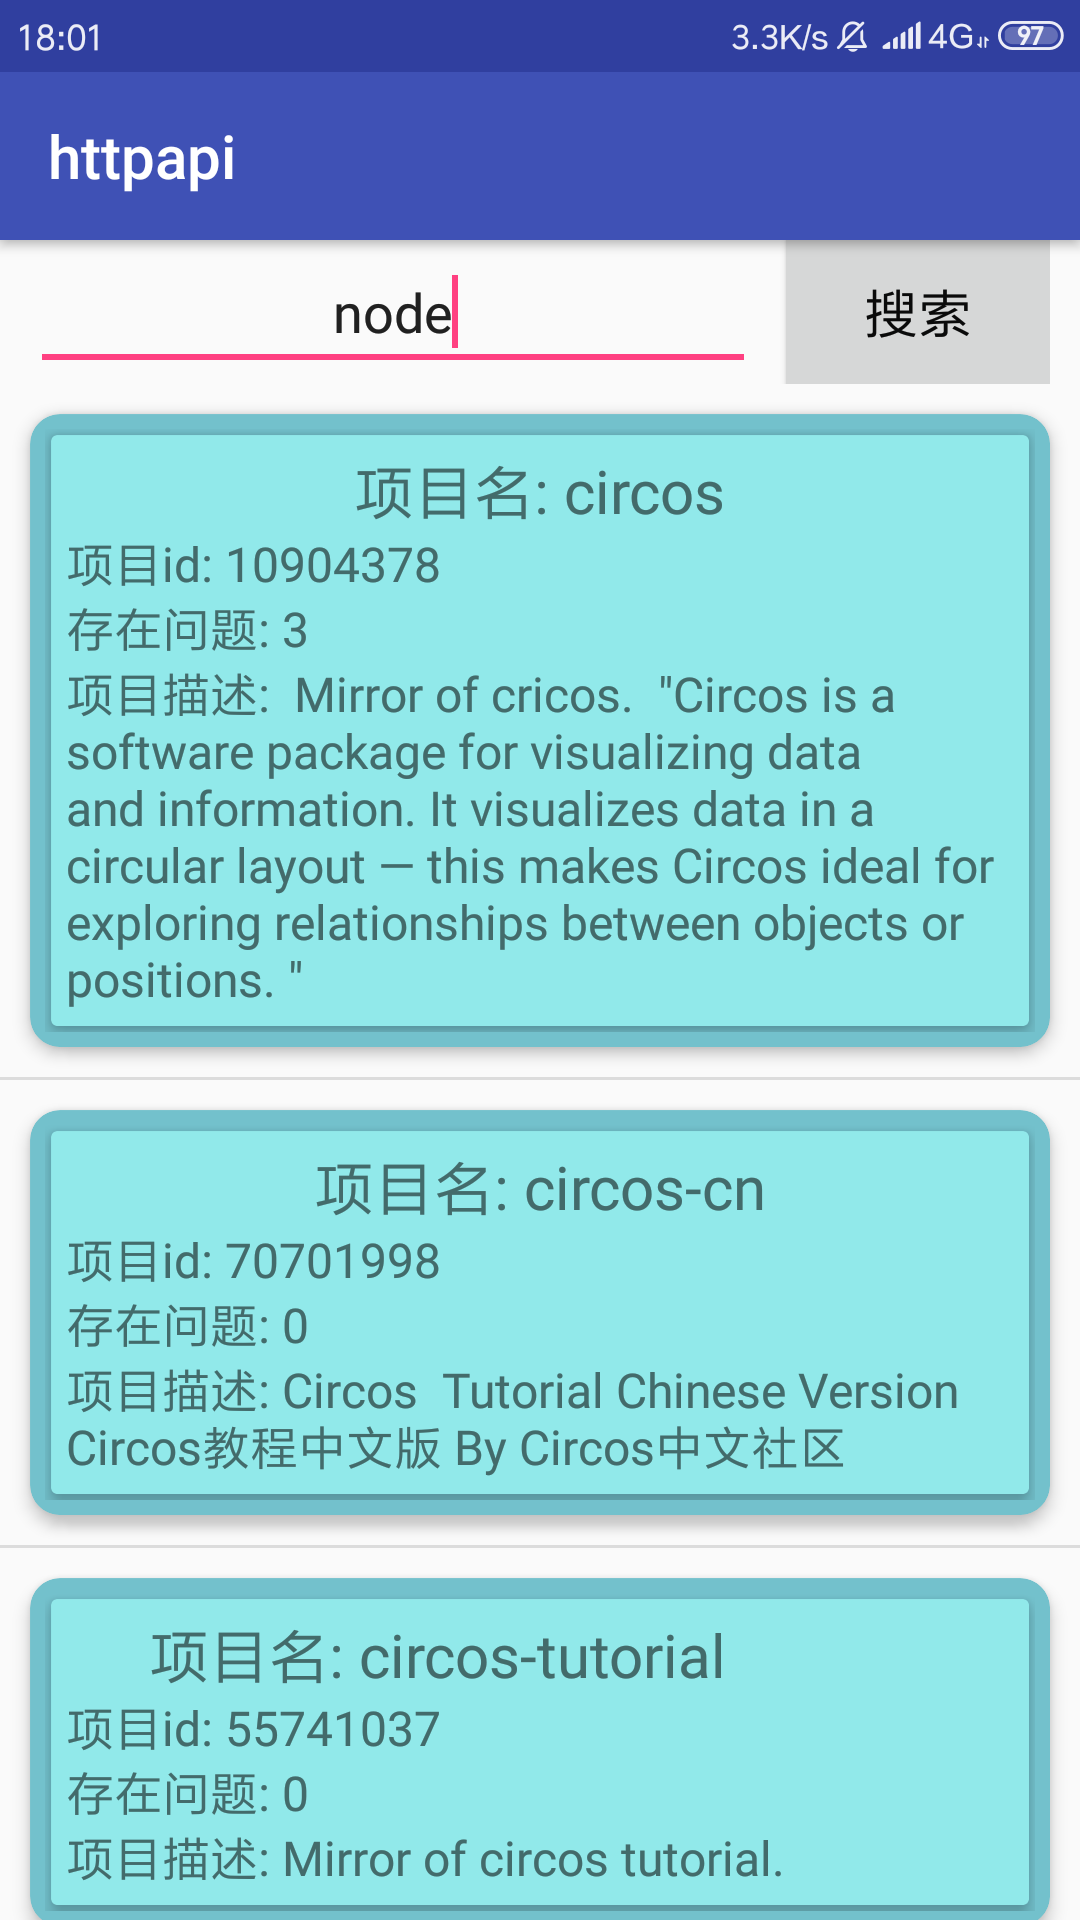 18:01 3.3K/s 4G 97
httpapi
node 搜索
项目名: circos
项目id: 10904378
存在问题: 3
项目描述:  Mirror of cricos.  "Circos is a
software package for visualizing data
and information. It visualizes data in a
circular layout — this makes Circos ideal for
exploring relationships between objects or
positions. "
项目名: circos-cn
项目id: 70701998
存在问题: 0
项目描述: Circos  Tutorial Chinese Version
Circos教程中文版 By Circos中文社区
项目名: circos-tutorial
项目id: 55741037
存在问题: 0
项目描述: Mirror of circos tutorial.